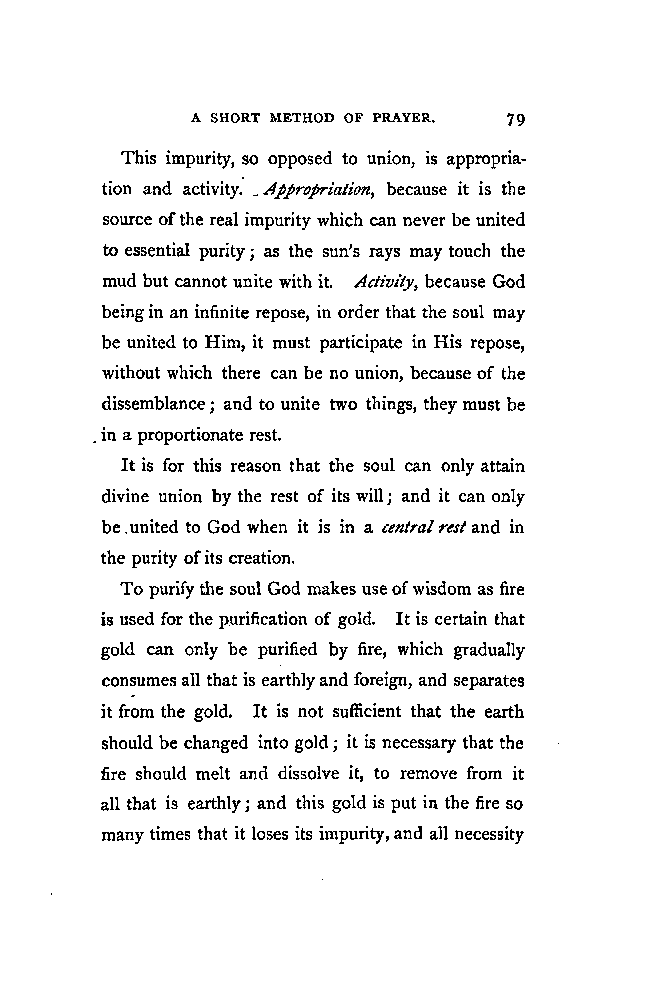 A SHORT METHOD OF PRAYER. 79
This impurity, so opposed to union, is appropria-
tion and activity. Appropriation, because it is the
source of the real impurity which can never be united
to essential purity; as the sun's rays may touch the
mud but cannot unite with it. Activity, because God
being in an infinite repose, in order that the soul may
be united to Him, it must participate in His repose,
without which there can be no union, because of the
dissemblance; and to unite two things, they must be
in a proportionate rest.
It is for this reason that the soul can only attain
divine union by the rest of its will; and it can only
be united to God when it is in a central rest and in
the purity of its creation.
To purify the soul God makes use of wisdom as fire
is used for the purification of gold. It is certain that
gold can only be purified by fire, which gradually
consumes all that is earthly and foreign, and separates
it from the gold. It is not sufficient that the earth
should be changed into gold; it is necessary that the
fire should melt and dissolve it, to remove from it
all that is earthly; and this gold is put in the fire so
many times that it loses its impurity, and all necessity